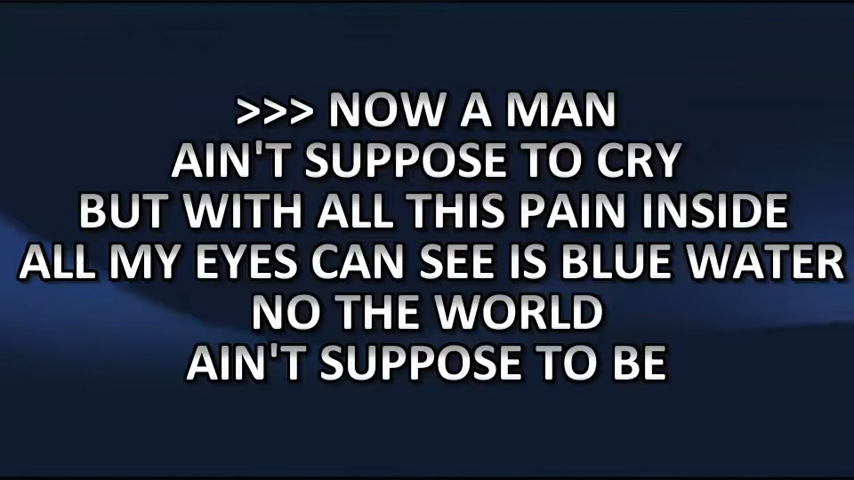 >>> NOW A MAN
AIN'T SUPPOSE TO CRY
BUT WITH ALL THIS PAIN INSIDE
ALL MY EYES CAN SEE IS BLUE WATER
NO THE WORLD
AIN'T SUPPOSE TO BE